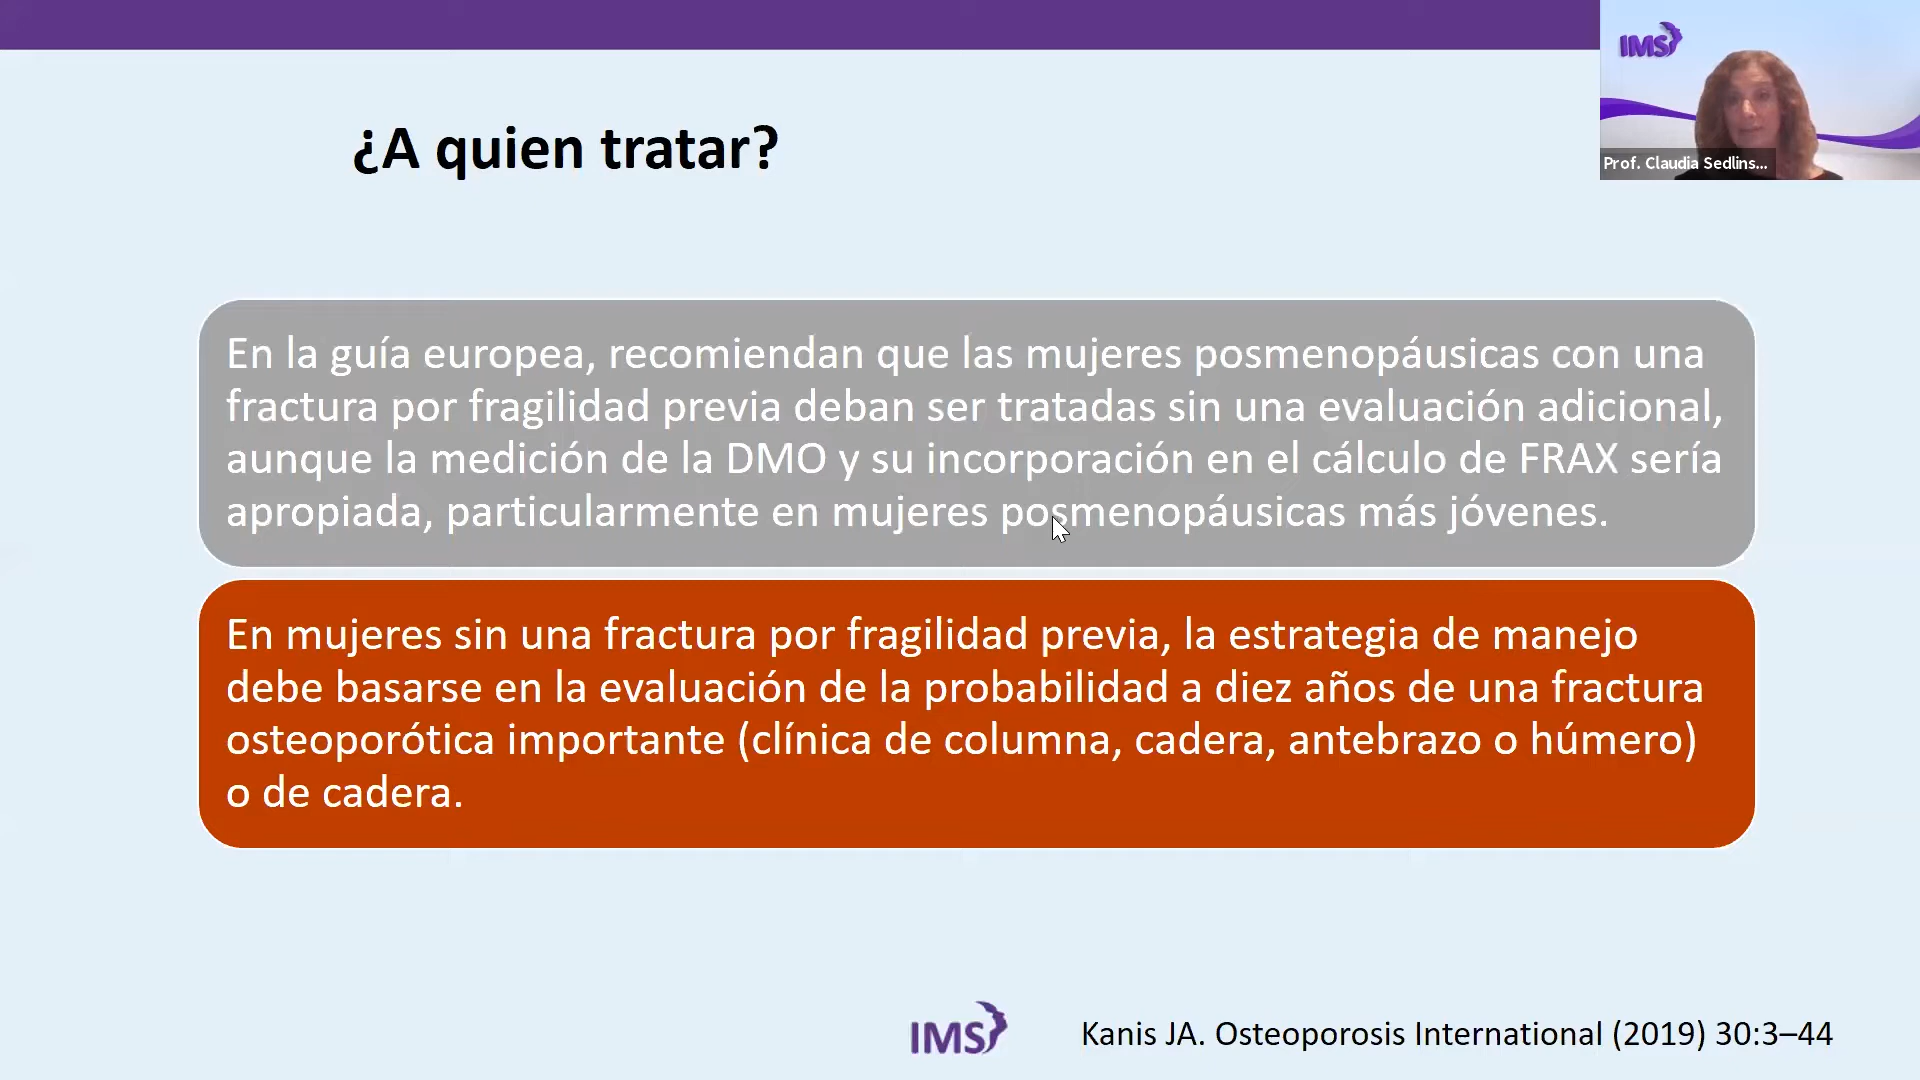 IMS
Prof. Claudia Sedlins...
¿A quien tratar?
En la guía europea, recomiendan que las mujeres posmenopáusicas con una
fractura por fragilidad previa deban ser tratadas sin una evaluación adicional,
aunque la medición de la DMO y su incorporación en el cálculo de FRAX sería
apropiada, particularmente en mujeres posmenopáusicas más jóvenes.
En mujeres sin una fractura por fragilidad previa, la estrategia de manejo
debe basarse en la evaluación de la probabilidad a diez años de una fractura
osteoporótica importante (clínica de columna, cadera, antebrazo o húmero)
o de cadera.
IMS
Kanis JA. Osteoporosis International (2019) 30:3–44